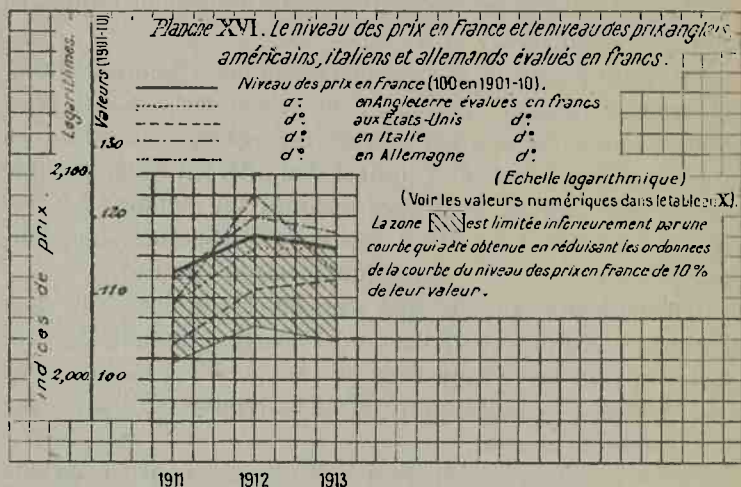 Planche XVI. Le niveau des prix en France et le niveau des prix anglais,
américains, italiens et allemands évalués en francs.
Niveau des prix en France (100 en 1901-10).
d°: en Angleterre évalués en francs
d°: aux États-Unis d°:
d°: en Italie d°:
d°: en Allemagne d°:
(Echelle logarithmique)
(Voir les valeurs numériques dans le tableau X).
La zone est limitée inférieurement par une
courbe qui a été obtenue en réduisant les ordonnees
de la courbe du niveau des prix en France de 10%
de leur valeur.
Logarithmes.
Valeurs (1901-10)
Indices de prix.
130
2,100
120
110
2,000 100
1911 1912 1913